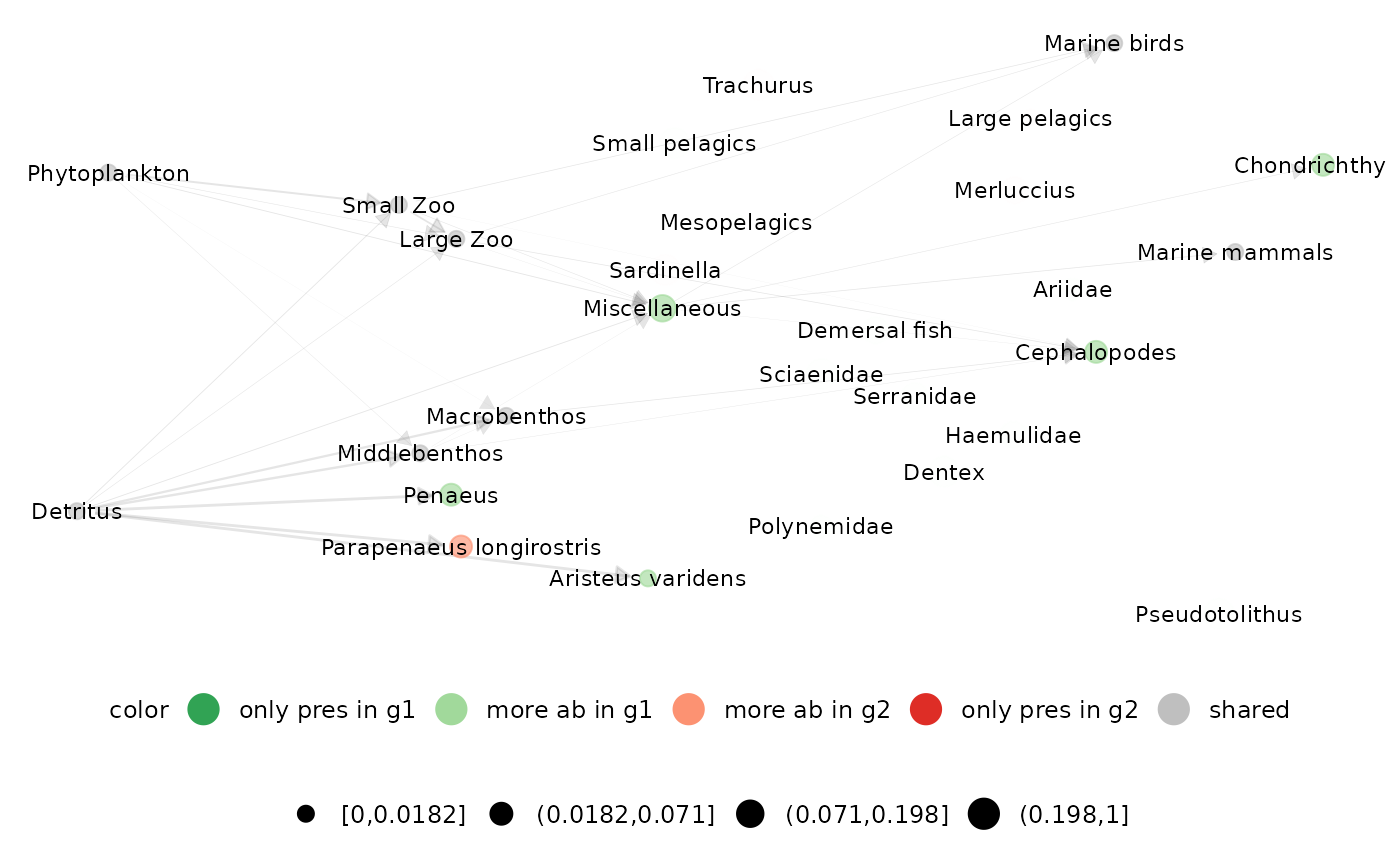 Marine birds
Trachurus
Large pelagics
Small pelagics
Chondrichthy
Phytoplankton
Merluccius
Small Zoo
Mesopelagics
Large Zoo
Marine mammals
Sardinella
Ariidae
Miscellaneous
Demersal fish
Cephalopodes
Sciaenidae
Serranidae
Macrobenthos
Haemulidae
Middlebenthos
Dentex
Penaeus
Detritus
Polynemidae
Parapenaeus longirostris
Aristeus varidens
Pseudotolithus
color only pres in g1 more ab in g1 more ab in g2 only pres in g2 shared
[0,0.0182] (0.0182,0.071] (0.071,0.198] (0.198,1]